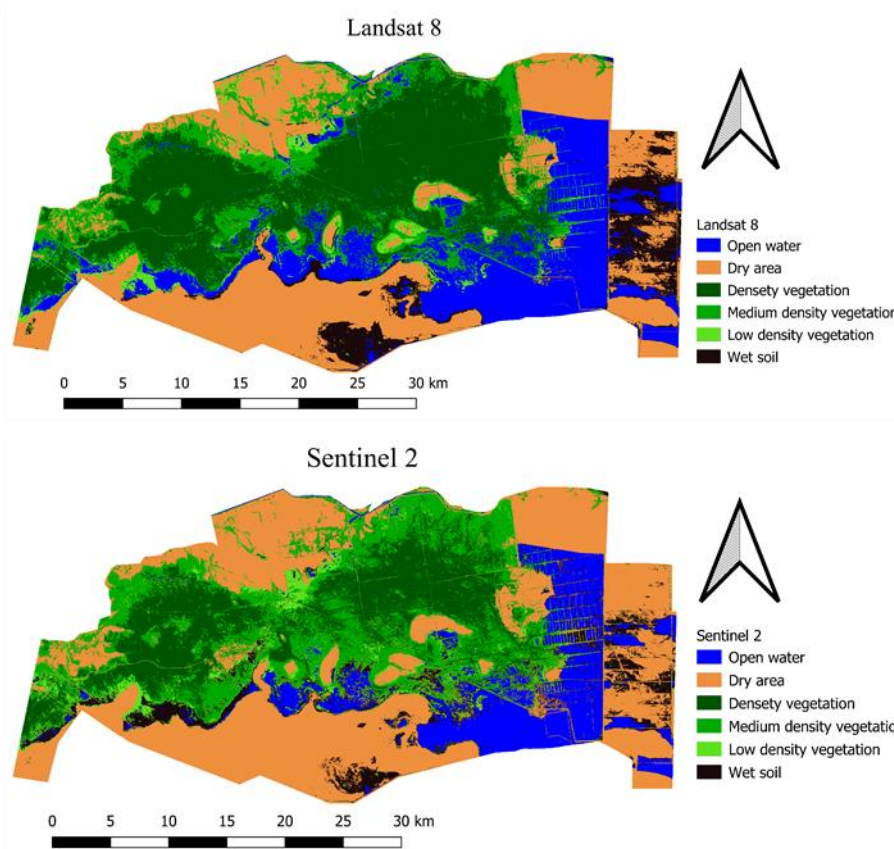 Landsat 8
Landsat 8
Open water
Dry area
Densety vegetation
Medium density vegetation
Low density vegetation
Wet soil
0 5 10 15 20 25 30 km
Sentinel 2
Sentinel 2
Open water
Dry area
Densety vegetation
Medium density vegetatic
Low density vegetation
Wet soil
0 5 10 15 20 25 30 km